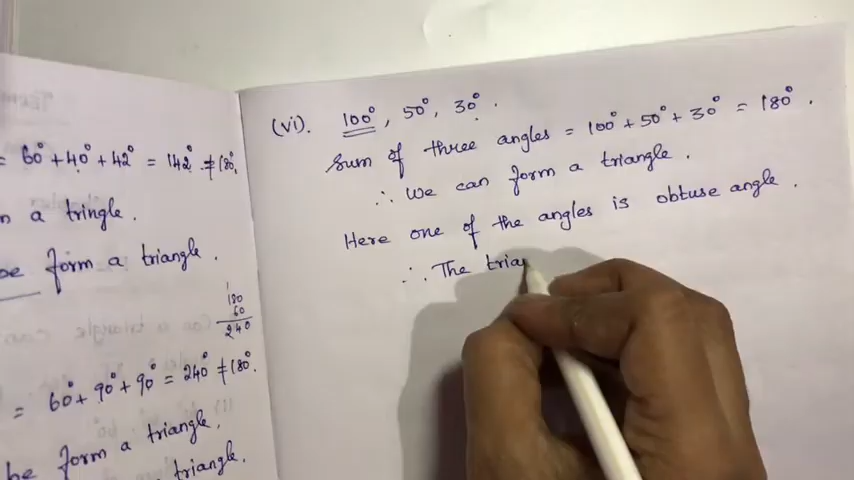 = 60° + 40° + 42° = 142° ≠ 180°.
a tringle.
form a triangle.
180
60
240
= 60° + 90° + 90° = 240° ≠ 180°.
be form a triangle.
triangle.
(vi). 100°, 50°, 30°.
Sum of three angles = 100° + 50° + 30° = 180°.
∴ We can form a triangle.
Here one of the angles is obtuse angle.
∴ The tria